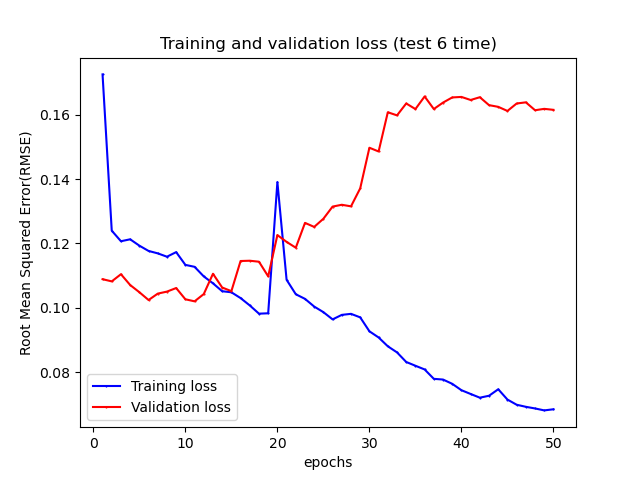 Training and validation loss (test 6 time)
Root Mean Squared Error(RMSE)
0.16
0.14
0.12
0.10
0.08
Training loss
Validation loss
0 10 20 30 40 50
epochs